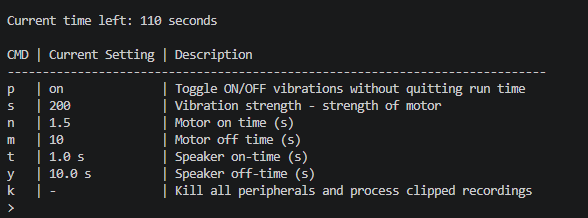 Current time left: 110 seconds
CMD | Current Setting | Description
--------------------------------------------------------------------------------
p | on | Toggle ON/OFF vibrations without quitting run time
s | 200 | Vibration strength - strength of motor
n | 1.5 | Motor on time (s)
m | 10 | Motor off time (s)
t | 1.0 s | Speaker on-time (s)
y | 10.0 s | Speaker off-time (s)
k | - | Kill all peripherals and process clipped recordings
>